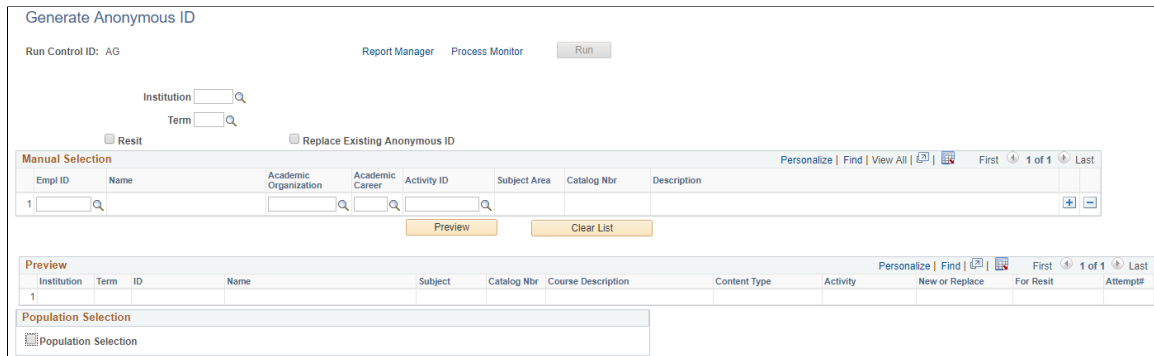 Generate Anonymous ID
Run Control ID: AG Report Manager Process Monitor Run
Institution
Term
Resit Replace Existing Anonymous ID
Manual Selection Personalize | Find | View All | | First 1 of 1 Last
Empl ID Name Academic Organization Academic Career Activity ID Subject Area Catalog Nbr Description
1
Preview Clear List
Preview Personalize | Find | | First 1 of 1 Last
Institution Term ID Name Subject Catalog Nbr Course Description Content Type Activity New or Replace For Resit Attempt#
1
Population Selection
Population Selection